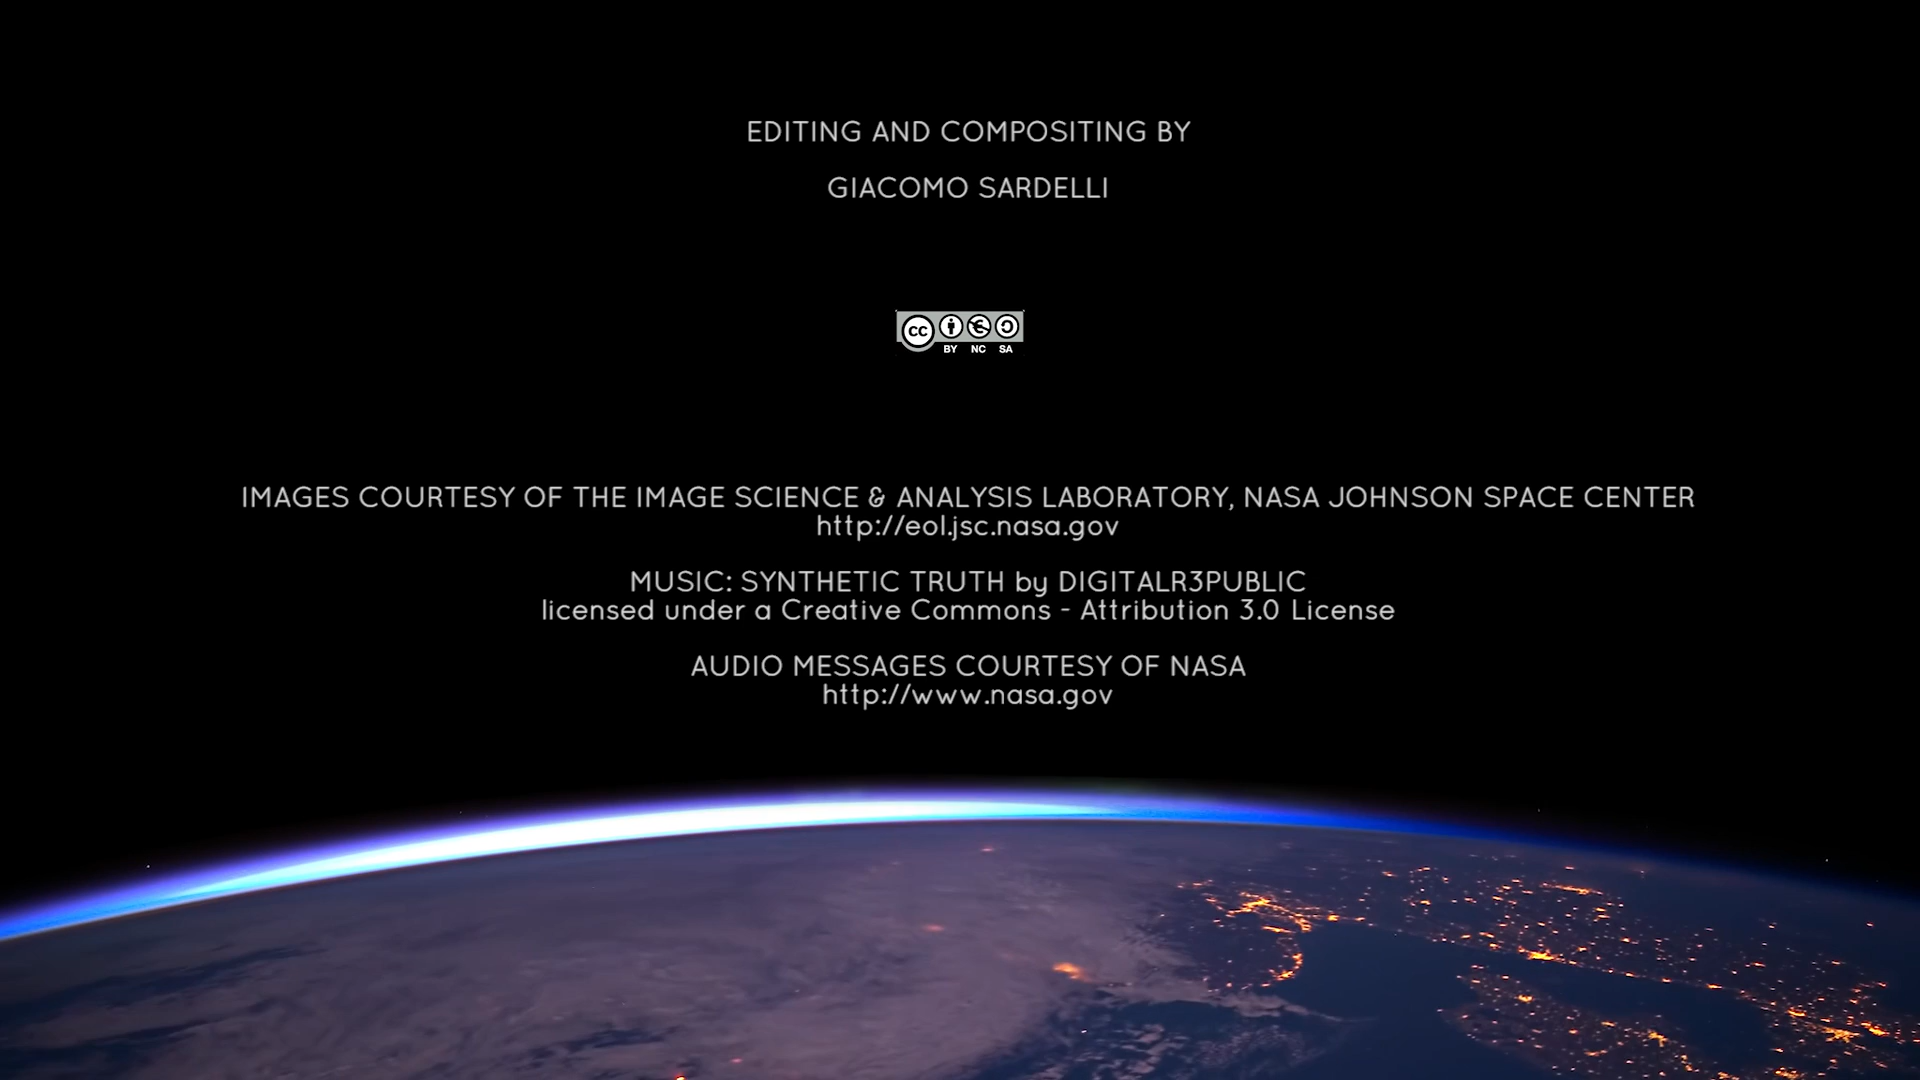 EDITING AND COMPOSITING BY
GIACOMO SARDELLI
cc
BY NC SA
IMAGES COURTESY OF THE IMAGE SCIENCE & ANALYSIS LABORATORY, NASA JOHNSON SPACE CENTER
http://eol.jsc.nasa.gov
MUSIC: SYNTHETIC TRUTH by DIGITALR3PUBLIC
licensed under a Creative Commons - Attribution 3.0 License
AUDIO MESSAGES COURTESY OF NASA
http://www.nasa.gov